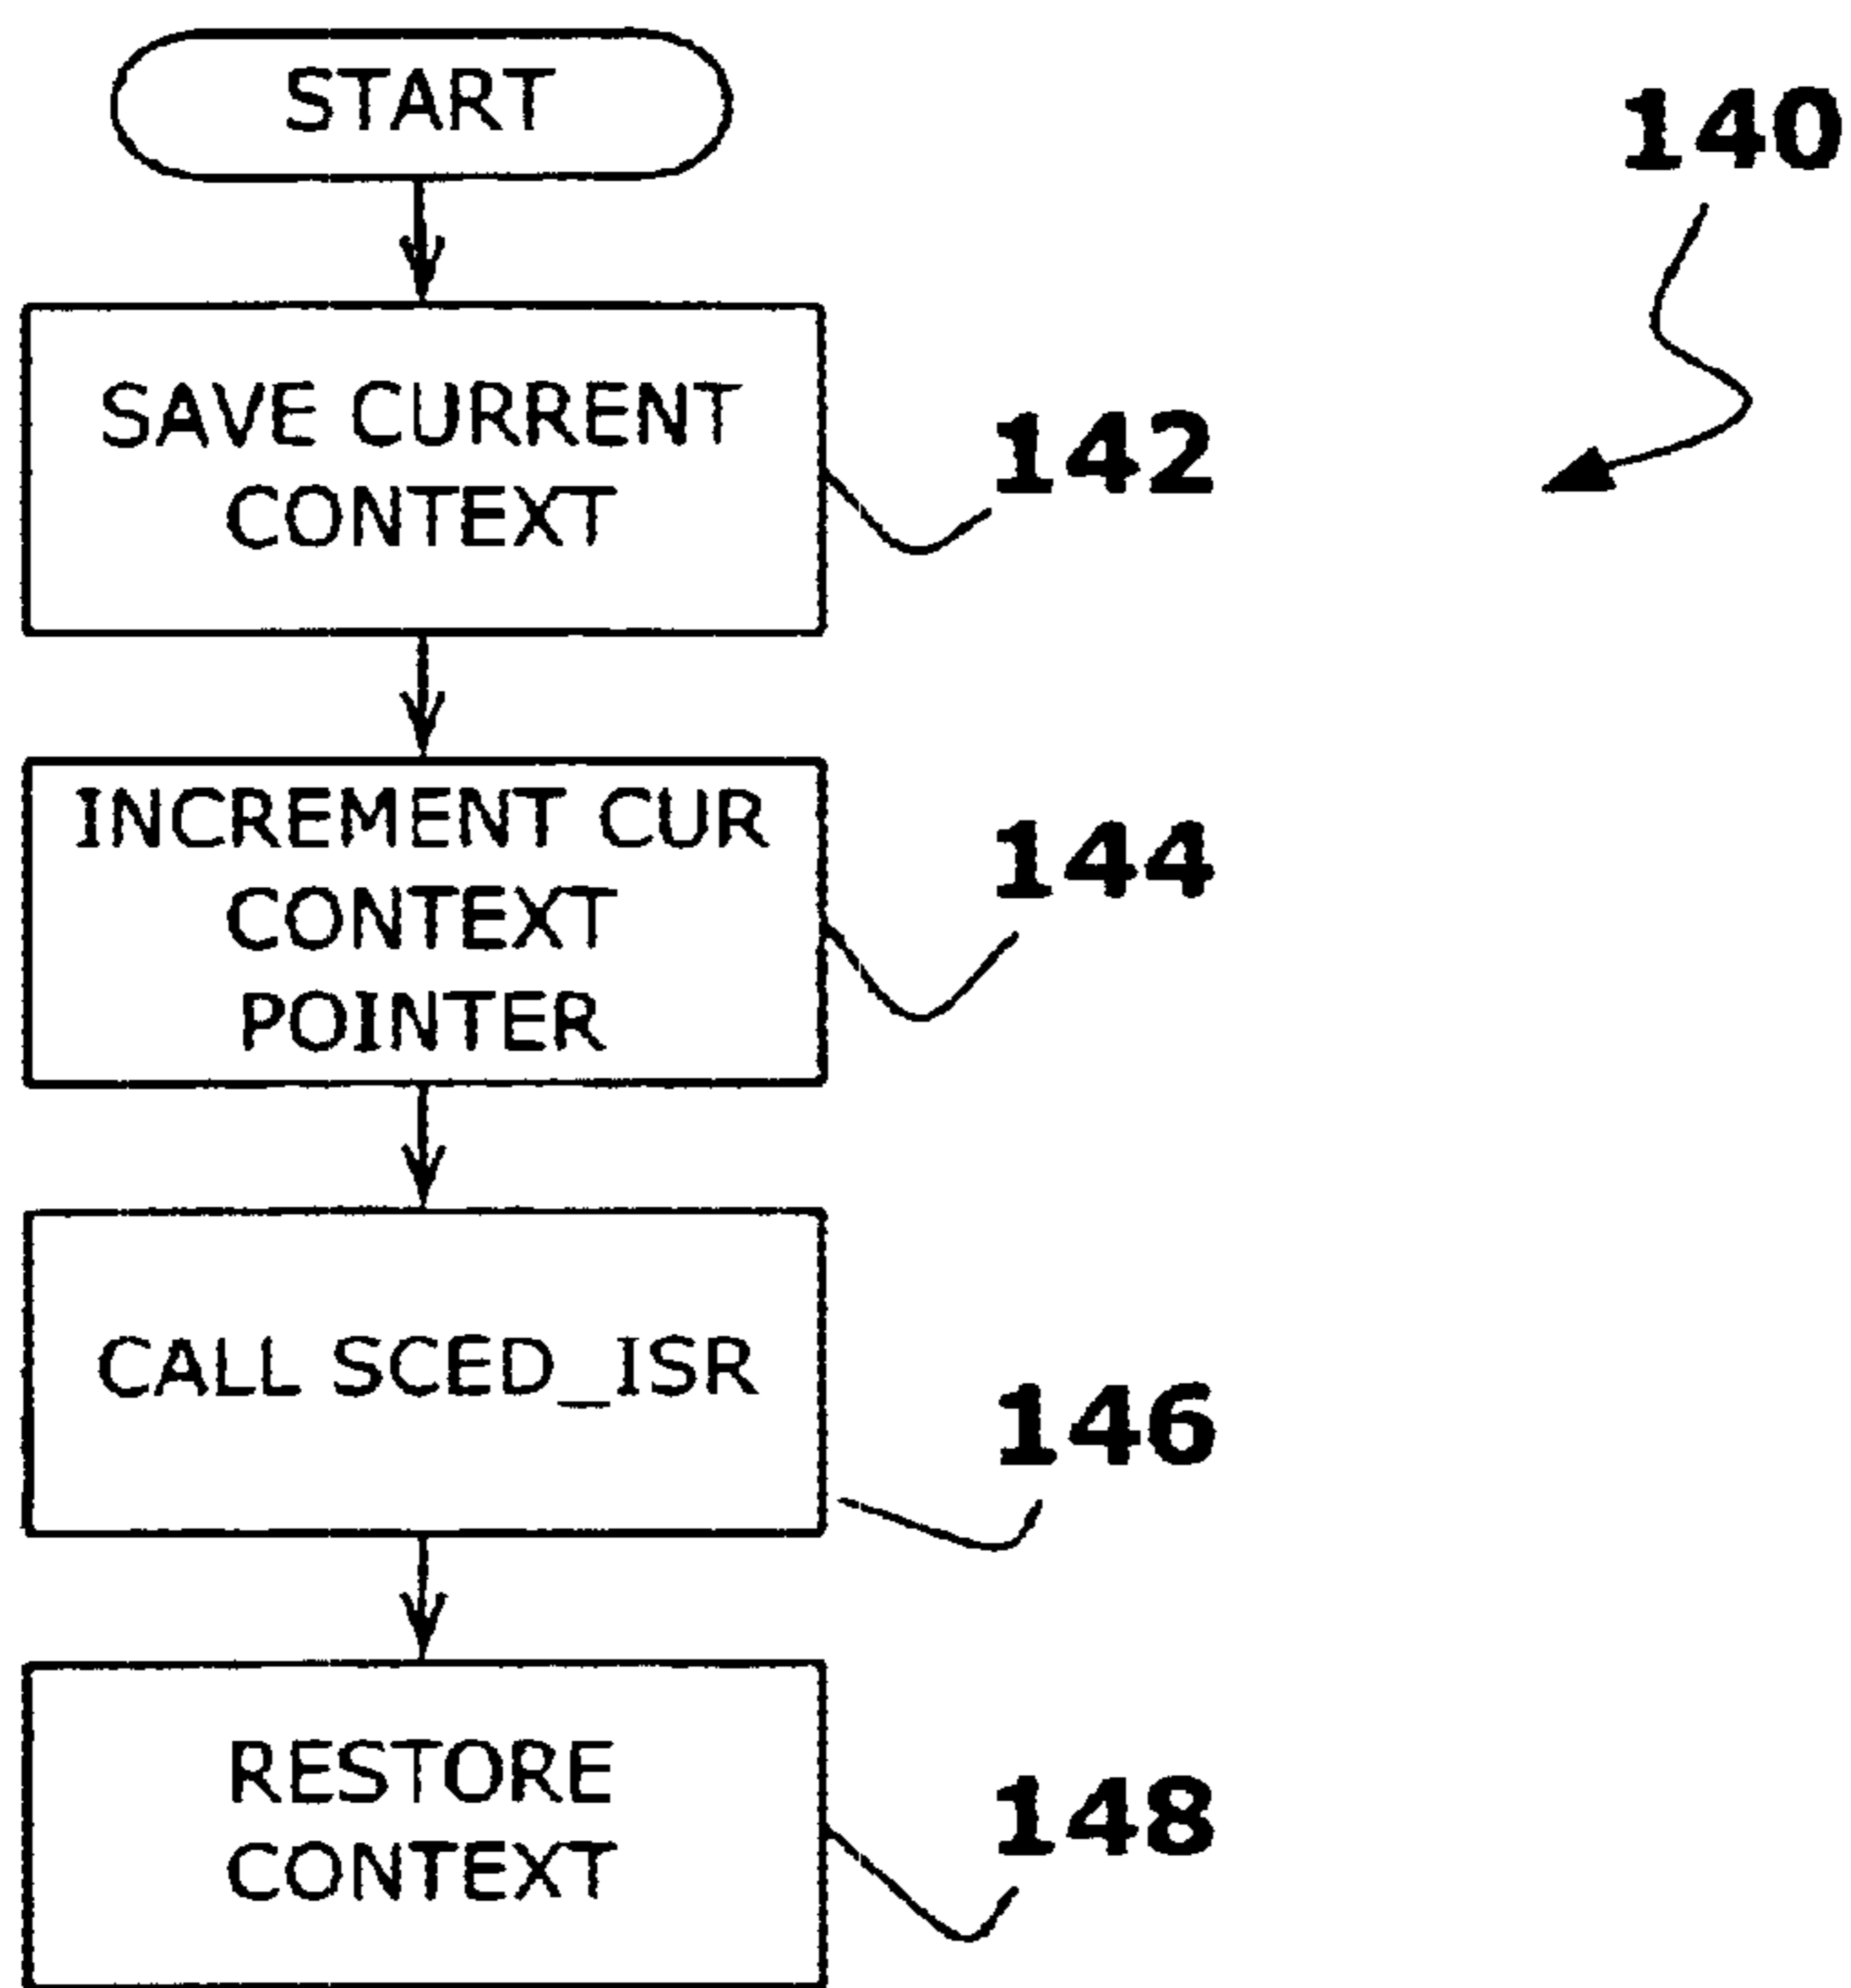 START
140
SAVE CURRENT
CONTEXT
142
INCREMENT CUR
CONTEXT
POINTER
144
CALL SCED_ISR
146
RESTORE
CONTEXT
148